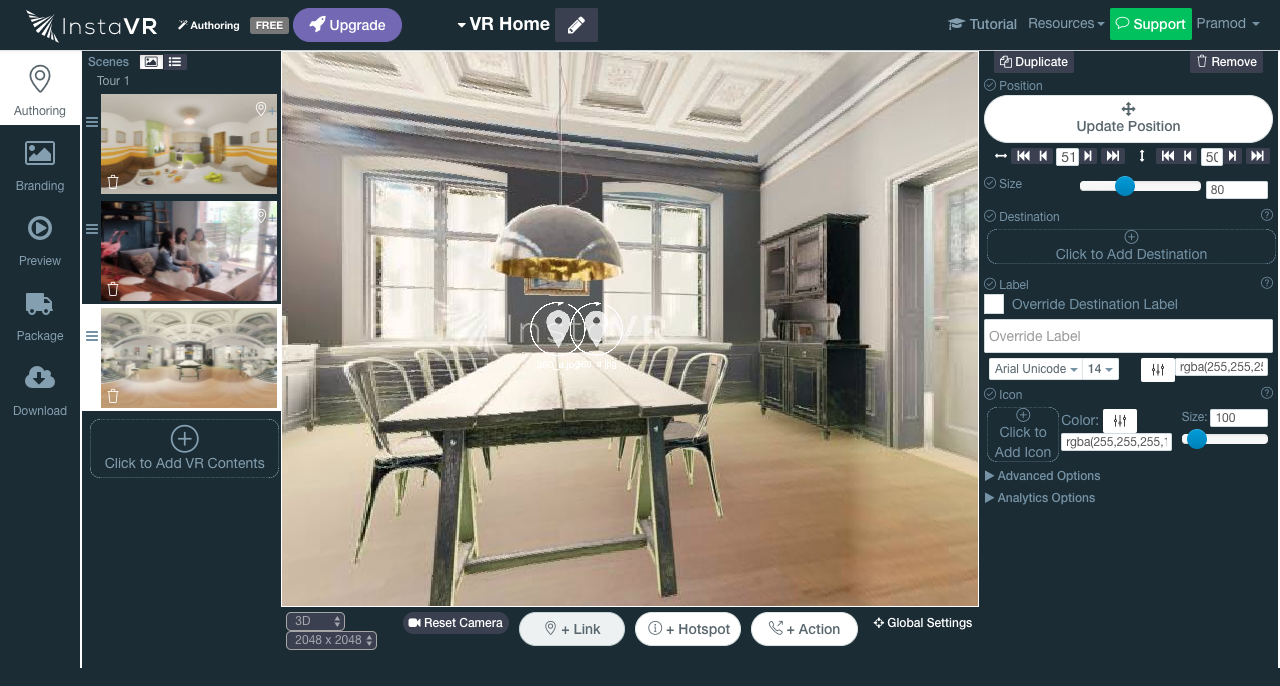 InstaVR
Authoring
FREE
Upgrade
VR Home
Tutorial
Resources
Support
Pramod
Authoring
Branding
Preview
Package
Download
Scenes
Tour 1
Click to Add VR Contents
InstaVR
3D
2048 x 2048
Reset Camera
+ Link
+ Hotspot
+ Action
Global Settings
Duplicate
Remove
Position
Update Position
51
50
Size
80
Destination
Click to Add Destination
Label
Override Destination Label
Override Label
Arial Unicode
14
rgba(255,255,25
Icon
Click to
Add Icon
Color:
rgba(255,255,255,1
Size:
100
Advanced Options
Analytics Options